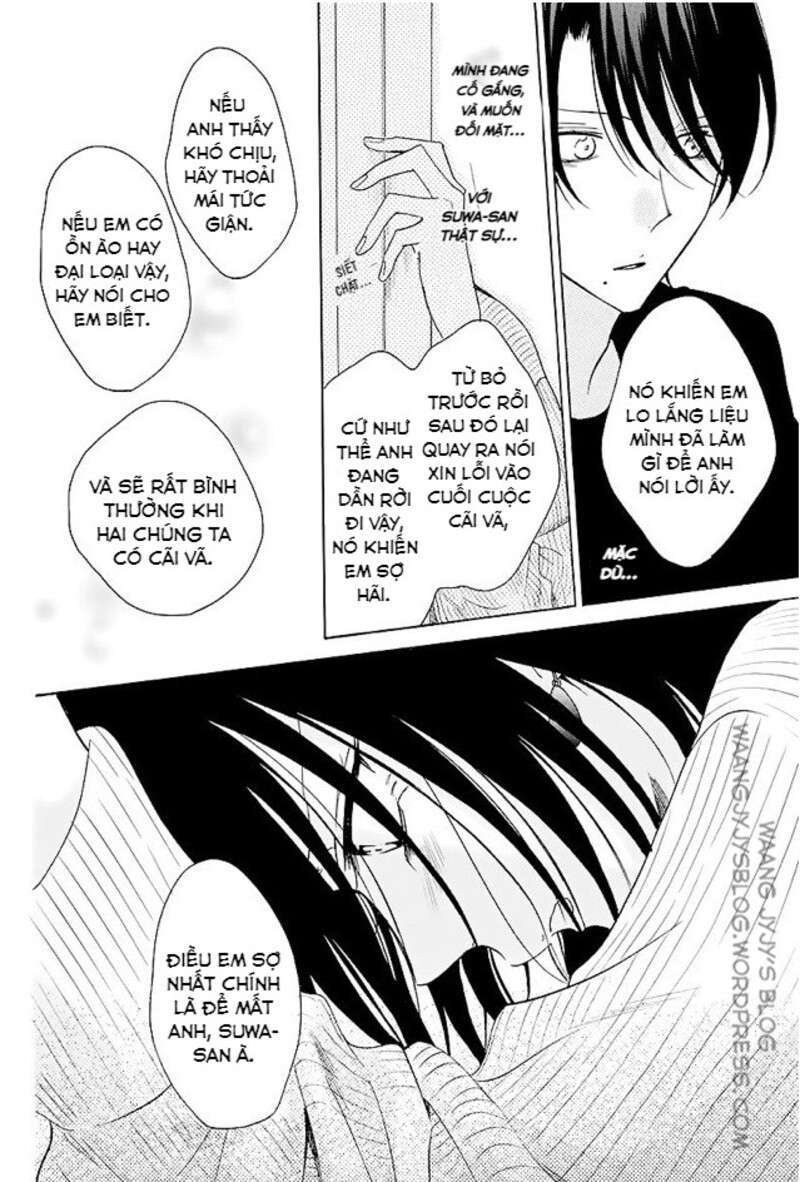 NÓ KHIẾN EM
LO LẮNG LIỆU
MÌNH ĐÃ LÀM
GÌ ĐỂ ANH
NÓI LỜI ẤY.
MẶC
DÙ...
MÌNH ĐANG
CỐ GẮNG,
VÀ MUỐN
ĐỐI MẶT...
VỚI
SUWA-SAN
THẬT SỰ...
SIẾT
CHẶT...
TỪ BỎ
TRƯỚC RỒI
SAU ĐÓ LẠI
QUAY RA NÓI
XIN LỖI VÀO
CUỐI CUỘC
CÃI VÃ,
CỨ NHƯ
THỂ ANH
ĐANG
DẦN RỜI
ĐI VẬY,
NÓ KHIẾN
EM SỢ
HÃI.
NẾU
ANH THẤY
KHÓ CHỊU,
HÃY THOẢI
MÁI TỨC
GIẬN.
NẾU EM CÓ
ỒN ÀO HAY
ĐẠI LOẠI VẬY,
HÃY NÓI CHO
EM BIẾT.
VÀ SẼ RẤT BÌNH
THƯỜNG KHI
HAI CHÚNG TA
CÓ CÃI VÃ.
ĐIỀU EM SỢ
NHẤT CHÍNH
LÀ ĐỂ MẤT
ANH, SUWA-
SAN À.
WAANG JYJY'S BLOG
WAANGJYJYSBLOG.WORDPRESS.COM